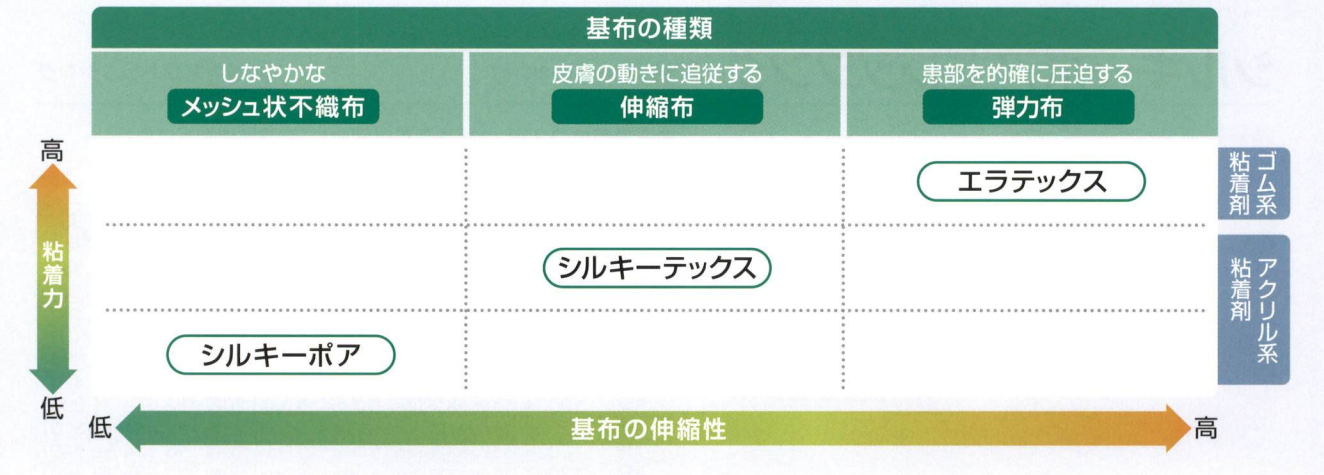 基布の種類
しなやかな
メッシュ状不織布
皮膚の動きに追従する
伸縮布
患部を的確に圧迫する
弾力布
高
粘着力
低
エラテックス
シルキーテックス
シルキーポア
ゴム系
粘着剤
アクリル系
粘着剤
低
基布の伸縮性
高